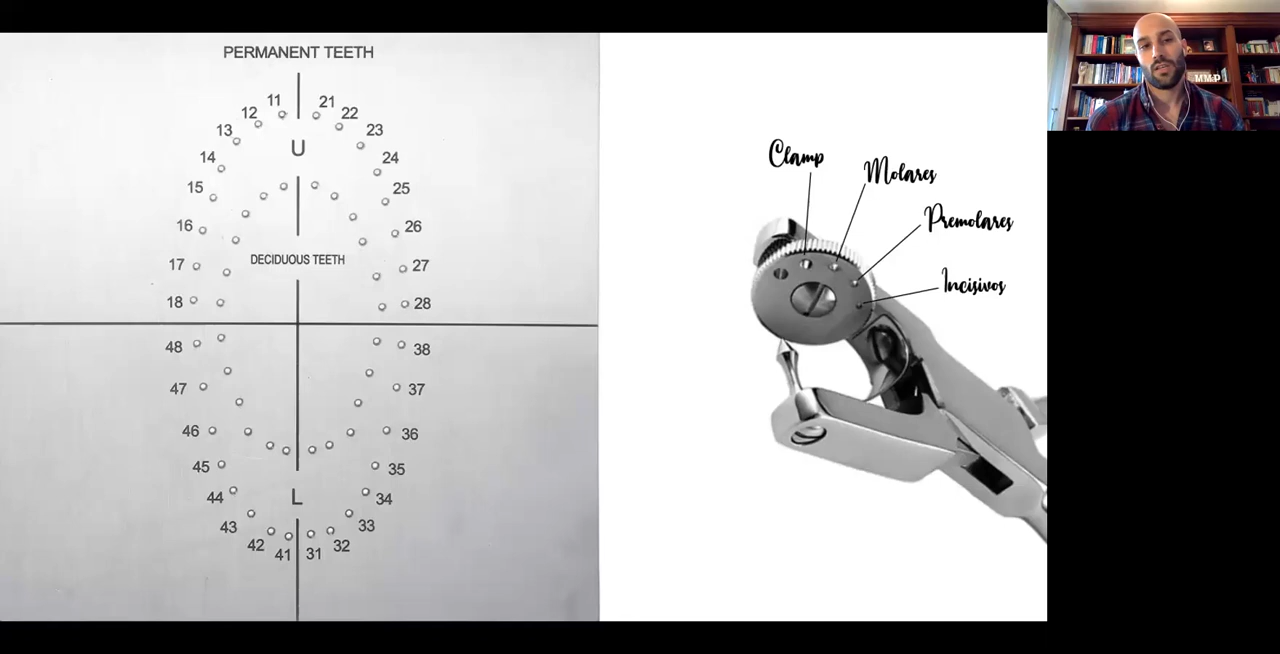 PERMANENT TEETH
11 21
12 22
13 23
14 24
15 25
16 26
17 27
18 28
U
DECIDUOUS TEETH
48 38
47 37
46 36
45 35
44 34
43 33
42 32
41 31
L
Clamp
Molares
Premolares
Incisivos
MMP